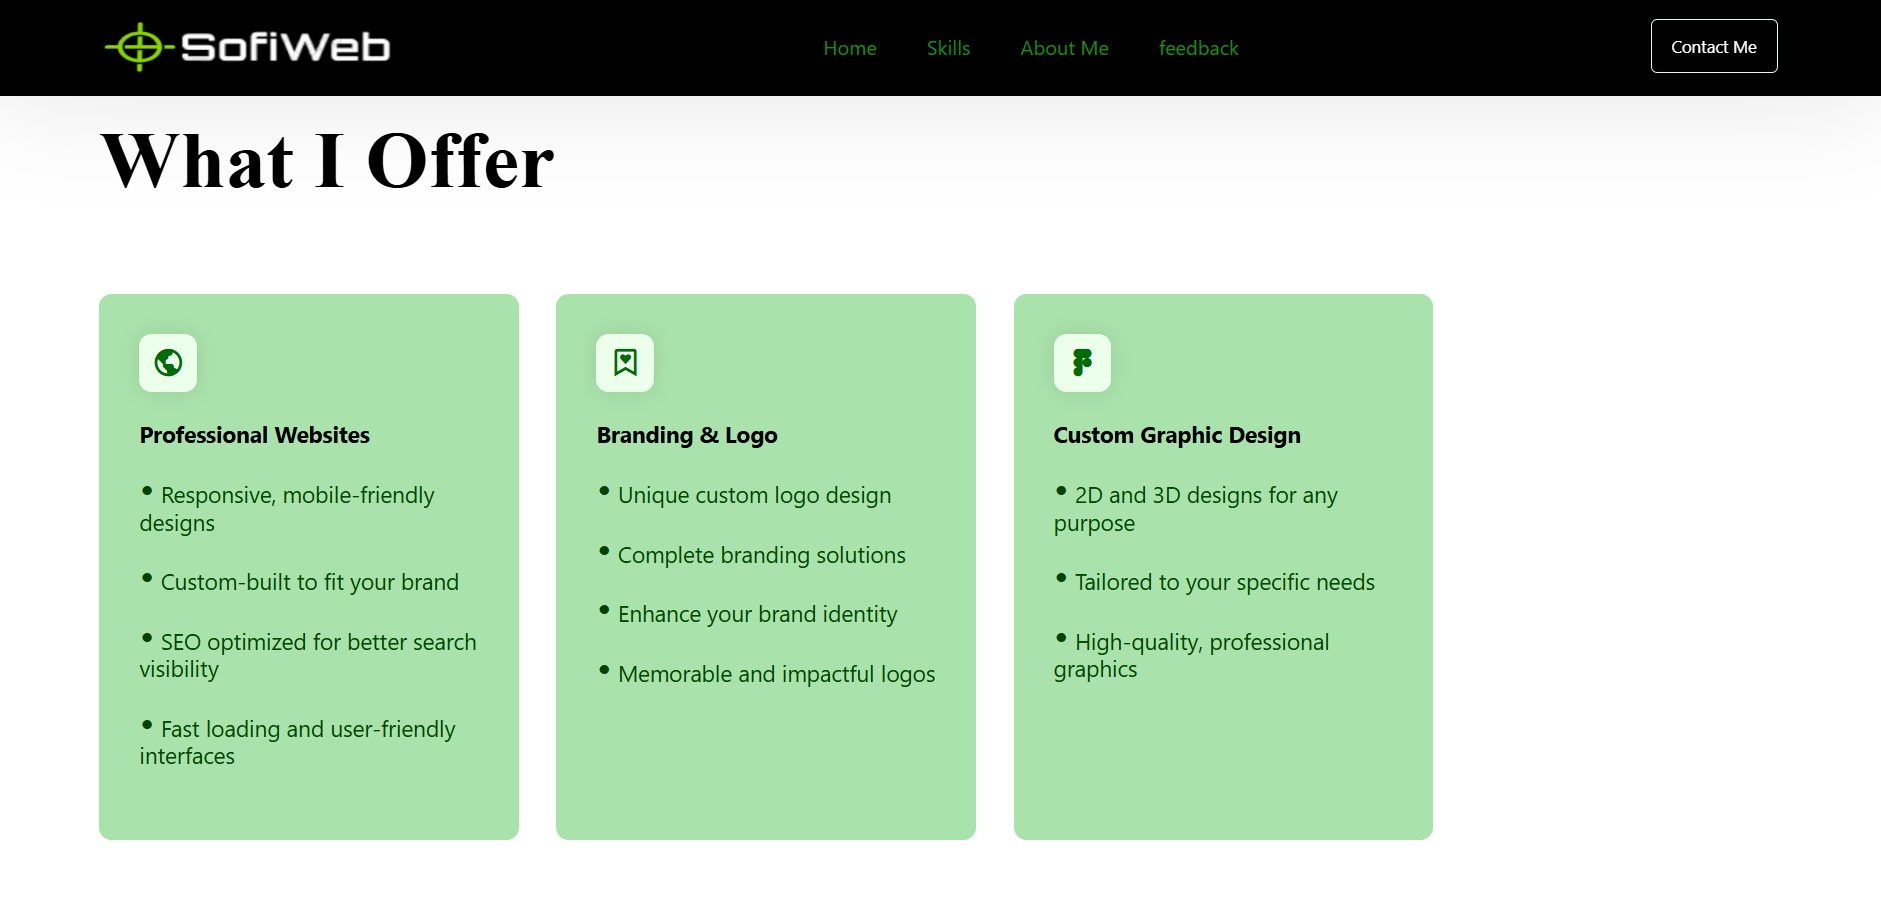 SofiWeb
Home
Skills
About Me
feedback
Contact Me
What I Offer
Professional Websites
• Responsive, mobile-friendly
designs
• Custom-built to fit your brand
• SEO optimized for better search
visibility
• Fast loading and user-friendly
interfaces
Branding & Logo
• Unique custom logo design
• Complete branding solutions
• Enhance your brand identity
• Memorable and impactful logos
Custom Graphic Design
• 2D and 3D designs for any
purpose
• Tailored to your specific needs
• High-quality, professional
graphics